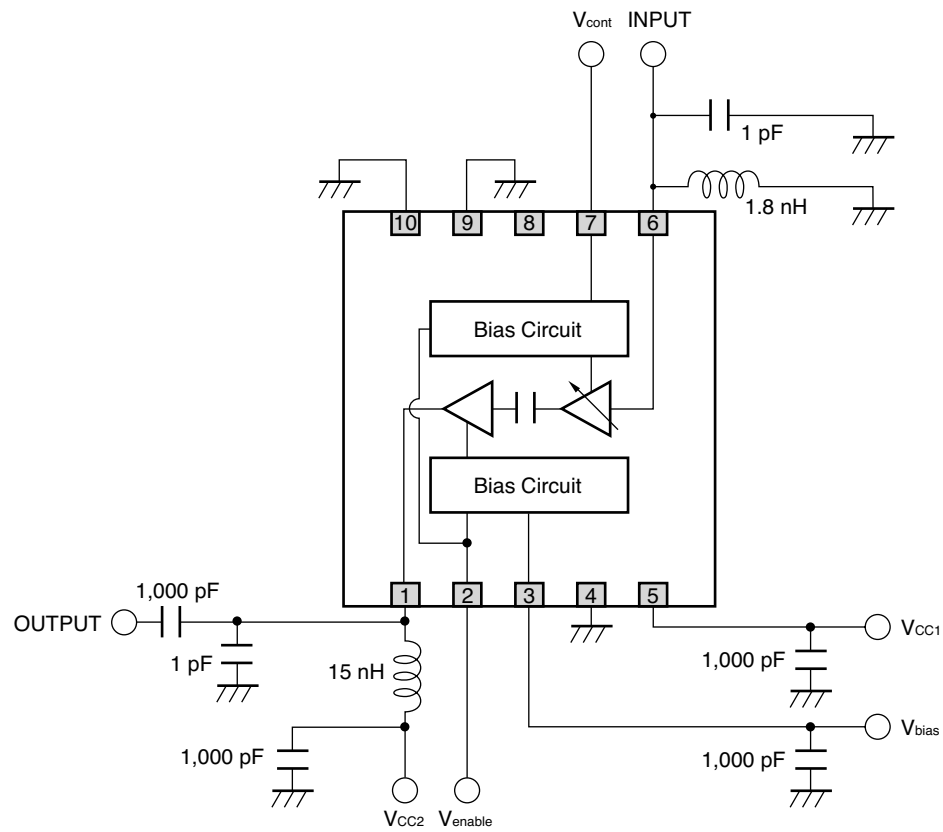 Vcont INPUT
1 pF
1.8 nH
10 9 8 7 6
Bias Circuit
Bias Circuit
1 2 3 4 5
1,000 pF
OUTPUT
1 pF
15 nH
1,000 pF
VCC1
1,000 pF
Vbias
1,000 pF
VCC2 Venable